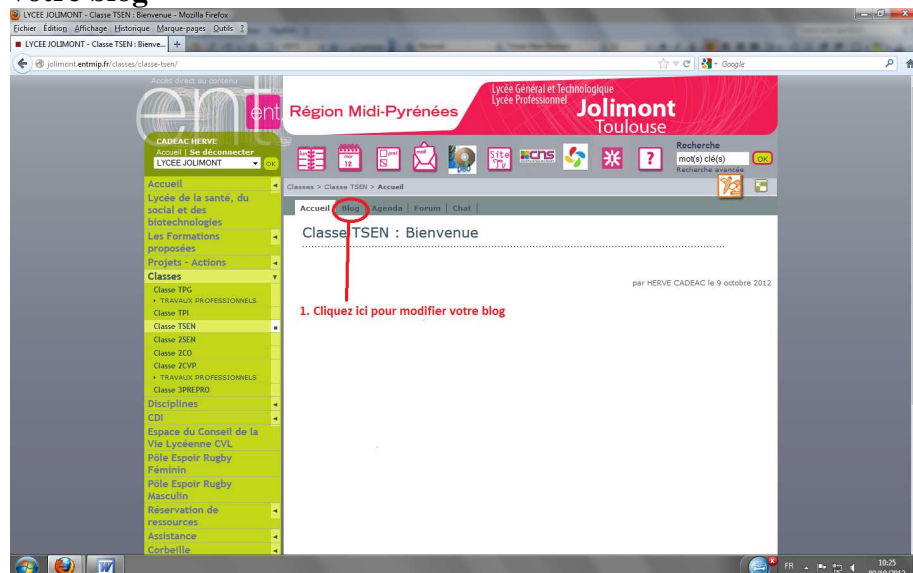 votre blog
LYCEE JOLIMONT - Classe TSEN : Bienvenue - Mozilla Firefox
Fichier Édition Affichage Historique Marque-pages Outils ?
LYCEE JOLIMONT - Classe TSEN : Bienve... +
jolimont.entmip.fr/classes/classe-tsen/
Google
Accès direct au contenu
ent
ent
Région Midi-Pyrénées
Lycée Général et Technologique
Lycée Professionnel
Jolimont
Toulouse
CADEAC HERVE
Accueil | Se déconnecter
LYCEE JOLIMONT OK
Site TV
CNS
?
Recherche
mot(s) clé(s) OK
Recherche avancée
Classes > Classe TSEN > Accueil
Accueil | Blog | Agenda | Forum | Chat |
Classe TSEN : Bienvenue
par HERVE CADEAC le 9 octobre 2012
1. Cliquez ici pour modifier votre blog
Accueil
Lycée de la santé, du
social et des
biotechnologies
Les Formations
proposées
Projets - Actions
Classes
Classe TPG
TRAVAUX PROFESSIONNELS
Classe TPI
Classe TSEN
Classe 2SEN
Classe 2CO
Classe 2CVP
TRAVAUX PROFESSIONNELS
Classe 3PREPRO
Disciplines
CDI
Espace du Conseil de la
Vie Lycéenne CVL
Pôle Espoir Rugby
Féminin
Pôle Espoir Rugby
Masculin
Réservation de
ressources
Assistance
Corbeille
FR
10:25
09/10/2012